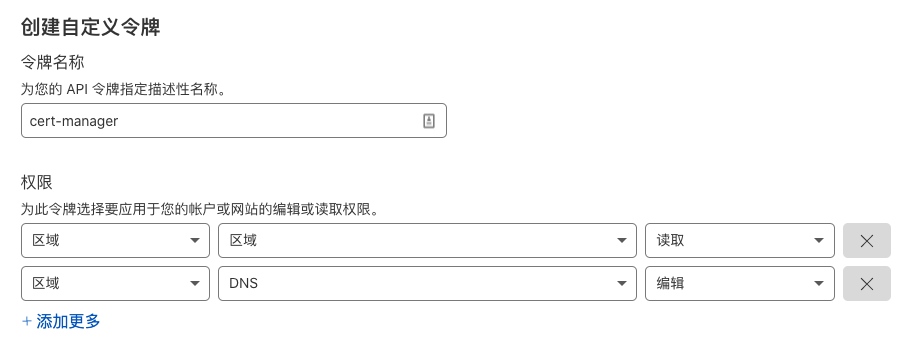 创建自定义令牌
令牌名称
为您的 API 令牌指定描述性名称。
cert-manager
权限
为此令牌选择要应用于您的帐户或网站的编辑或读取权限。
区域 区域 读取
区域 DNS 编辑
+ 添加更多